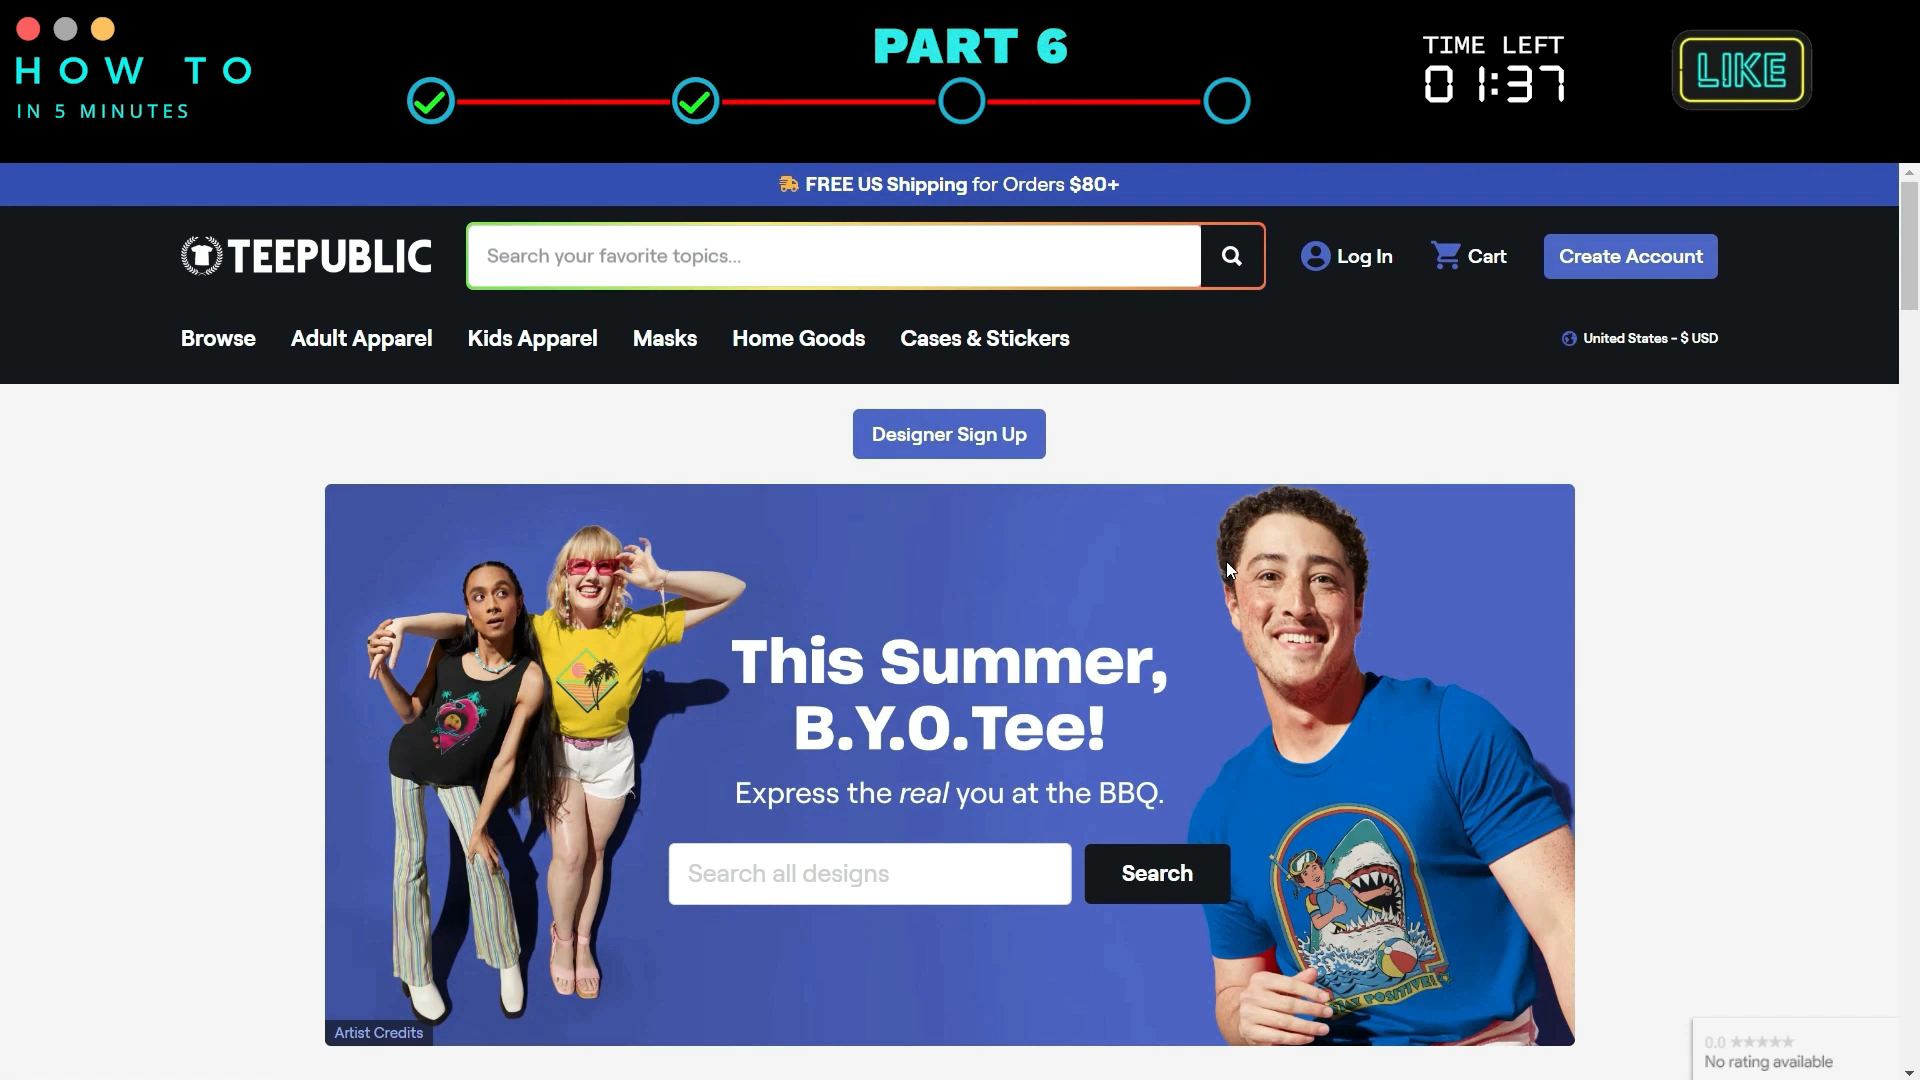 HOW TO
IN 5 MINUTES
PART 6
TIME LEFT
01:37
LIKE
FREE US Shipping for Orders $80+
TEEPUBLIC
Search your favorite topics...
Log In
Cart
Create Account
Browse
Adult Apparel
Kids Apparel
Masks
Home Goods
Cases & Stickers
United States - $ USD
Designer Sign Up
This Summer,
B.Y.O.Tee!
Express the real you at the BBQ.
Search all designs
Search
POSITIVE!
Artist Credits
0.0
No rating available